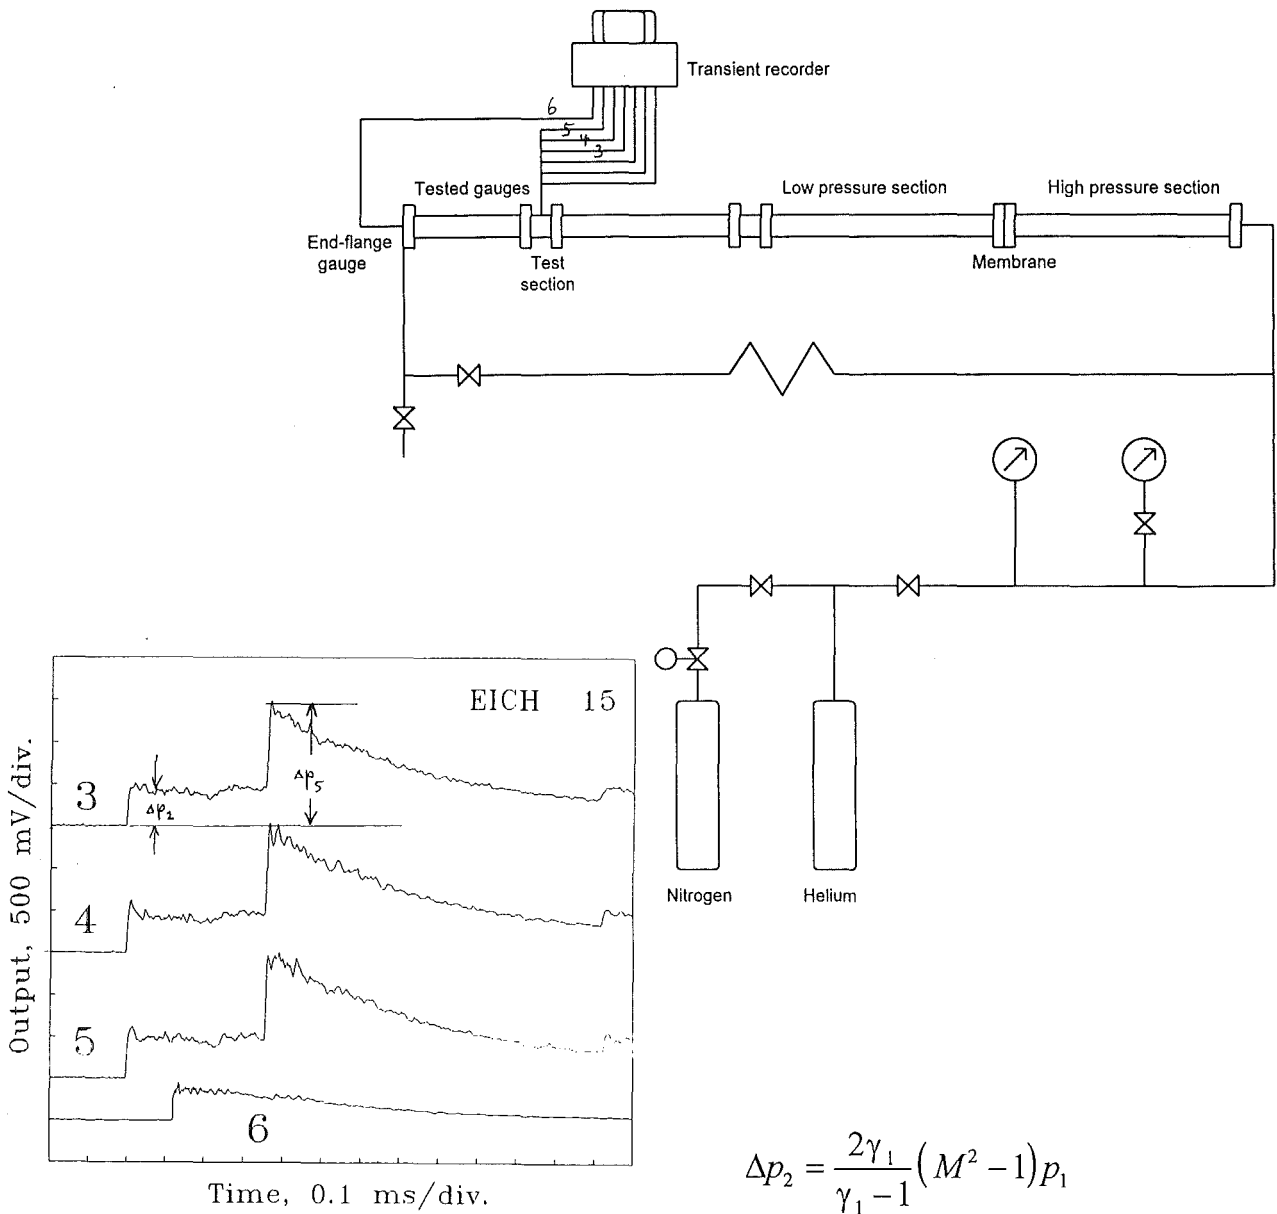 Transient recorder
6
5
4
3
Tested gauges
Low pressure section
High pressure section
End-flange
gauge
Test
section
Membrane
Nitrogen
Helium
EICH 15
Output, 500 mV/div.
3
Δp₂
Δp₅
4
5
6
Time, 0.1 ms/div.
Δp₂ = 2γ₁/(γ₁ − 1) (M² − 1) p₁